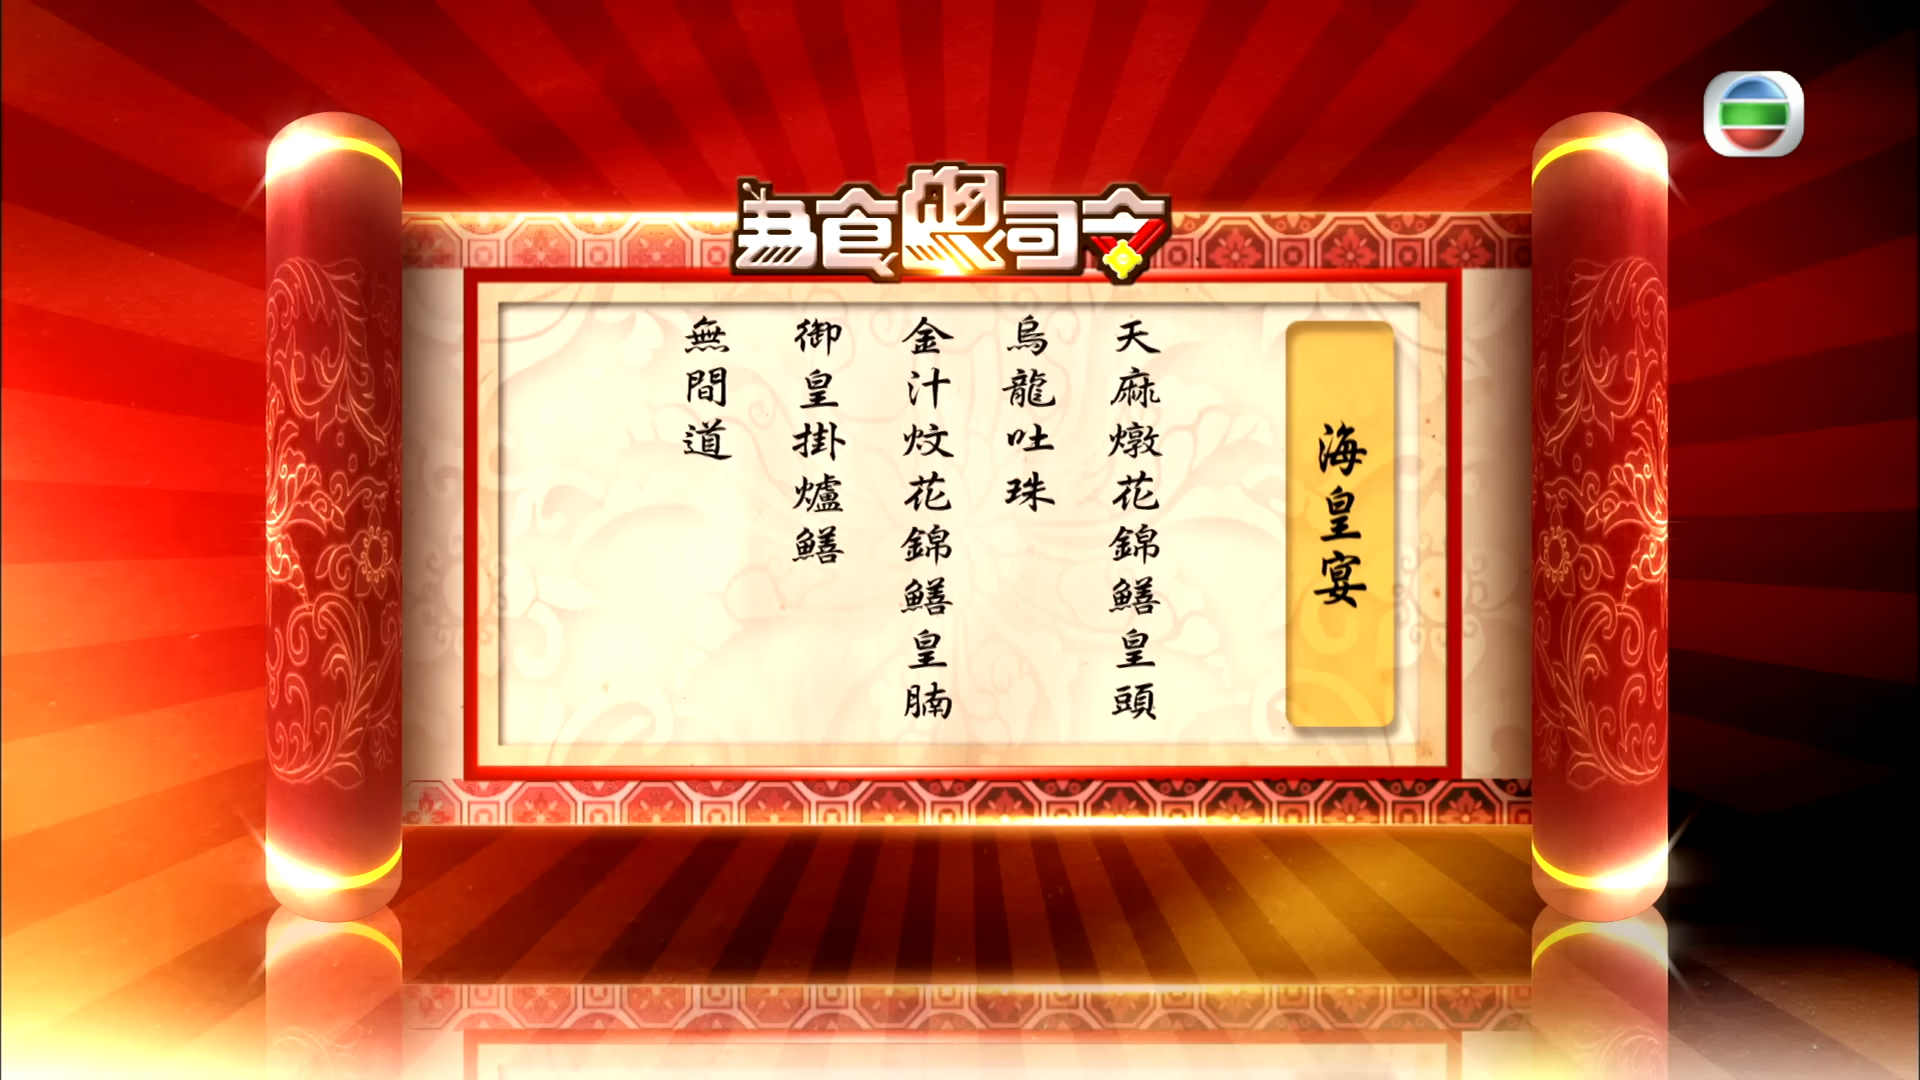 為食麗司令
海皇宴
天麻燉花錦鱔皇頭
烏龍吐珠
金汁炆花錦鱔皇腩
御皇掛爐鱔
無間道